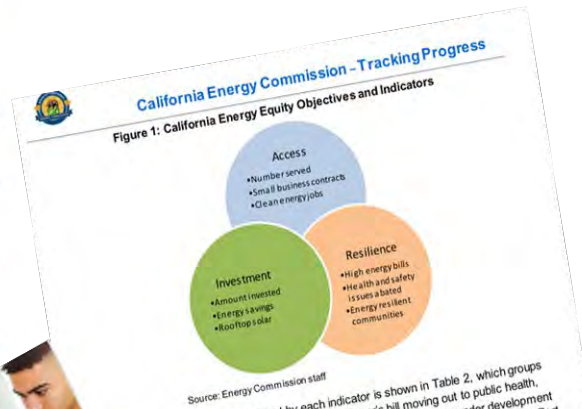 California Energy Commission – Tracking Progress
Figure 1: California Energy Equity Objectives and Indicators
Access
•Number served
•Small business contracts
•Clean energy jobs
Investment
•Amount invested
•Energy savings
•Rooftop solar
Resilience
•High energy bills
•Health and safety
issues abated
•Energy resilient
communities
Source: Energy Commission staff
by each indicator is shown in Table 2, which groups
bill moving out to public health,
under development